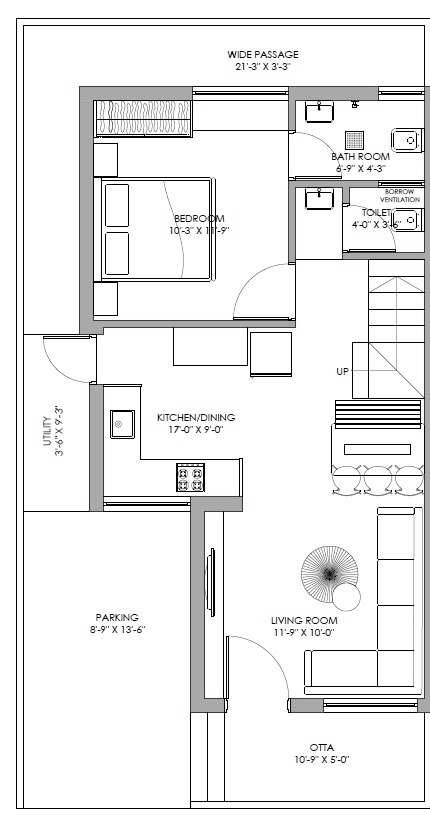 WIDE PASSAGE
21'-3" X 3'-3"
BATH ROOM
6'-9" X 4'-3"
BORROW
VENTILATION
TOILET
4'-0" X 3'-6"
BEDROOM
10'-3" X 11'-9"
UP
KITCHEN/DINING
17'-0" X 9'-0"
UTILITY
3'-6" X 9'-3"
PARKING
8'-9" X 13'-6"
LIVING ROOM
11'-9" X 10'-0"
OTTA
10'-9" X 5'-0"